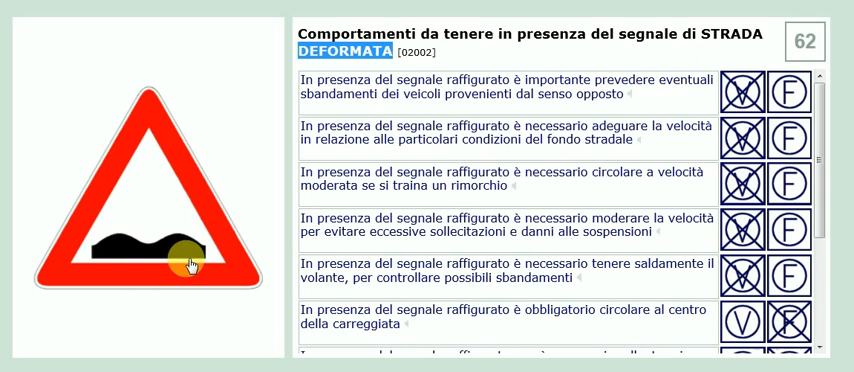 Comportamenti da tenere in presenza del segnale di STRADA
DEFORMATA [02002]
62
In presenza del segnale raffigurato è importante prevedere eventuali
sbandamenti dei veicoli provenienti dal senso opposto
V F
In presenza del segnale raffigurato è necessario adeguare la velocità
in relazione alle particolari condizioni del fondo stradale
V F
In presenza del segnale raffigurato è necessario circolare a velocità
moderata se si traina un rimorchio
V F
In presenza del segnale raffigurato è necessario moderare la velocità
per evitare eccessive sollecitazioni e danni alle sospensioni
V F
In presenza del segnale raffigurato è necessario tenere saldamente il
volante, per controllare possibili sbandamenti
V F
In presenza del segnale raffigurato è obbligatorio circolare al centro
della carreggiata
V F